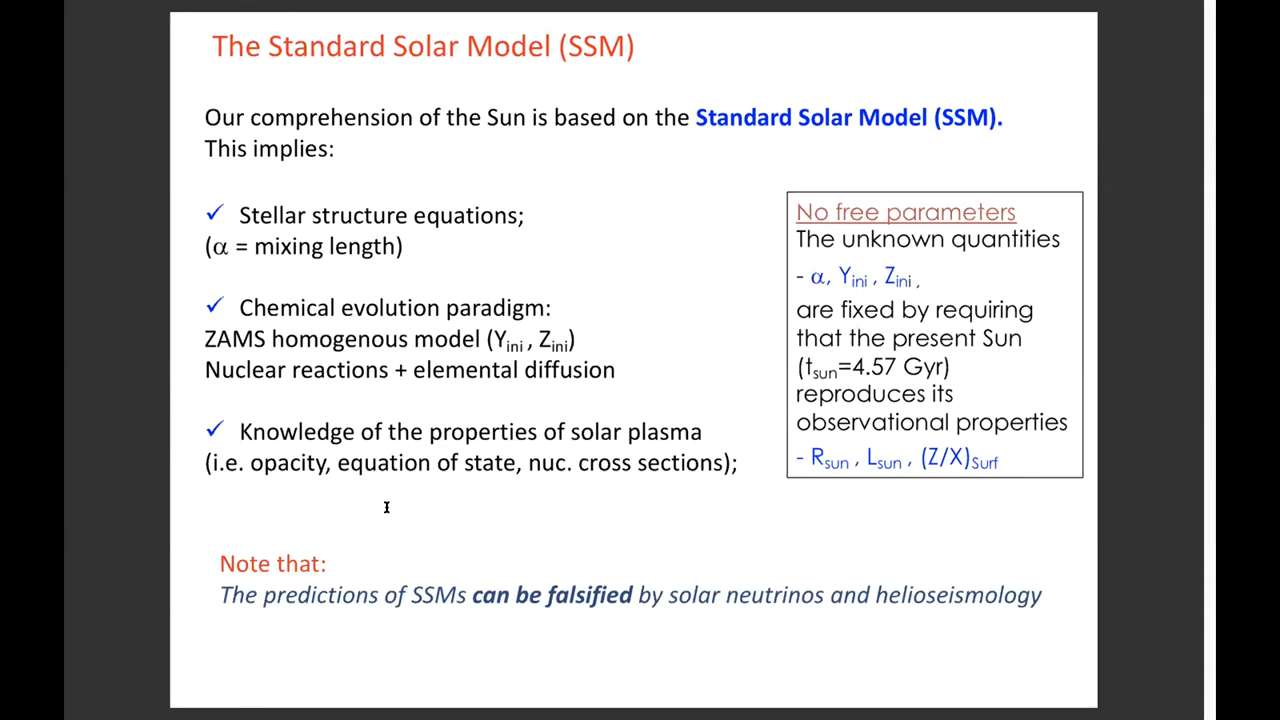 The Standard Solar Model (SSM)
Our comprehension of the Sun is based on the Standard Solar Model (SSM).
This implies:
✓ Stellar structure equations;
(α = mixing length)
✓ Chemical evolution paradigm:
ZAMS homogenous model (Yini , Zini)
Nuclear reactions + elemental diffusion
✓ Knowledge of the properties of solar plasma
(i.e. opacity, equation of state, nuc. cross sections);
No free parameters
The unknown quantities
- α, Yini , Zini ,
are fixed by requiring
that the present Sun
(tsun=4.57 Gyr)
reproduces its
observational properties
- Rsun , Lsun , (Z/X)Surf
Note that:
The predictions of SSMs can be falsified by solar neutrinos and helioseismology